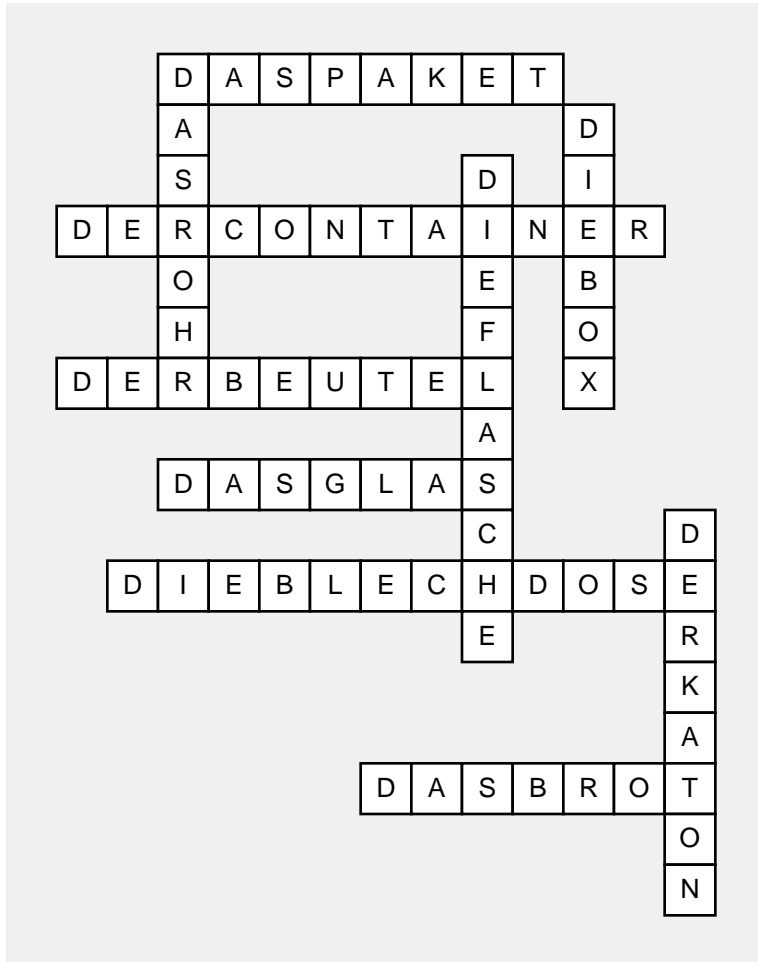 DASPAKET
DASROHR
DIEBOX
DIEFLASCHE
DERCONTAINER
DERBEUTEL
DASGLAS
DERKATON
DIEBLECHDOSE
DASBROT